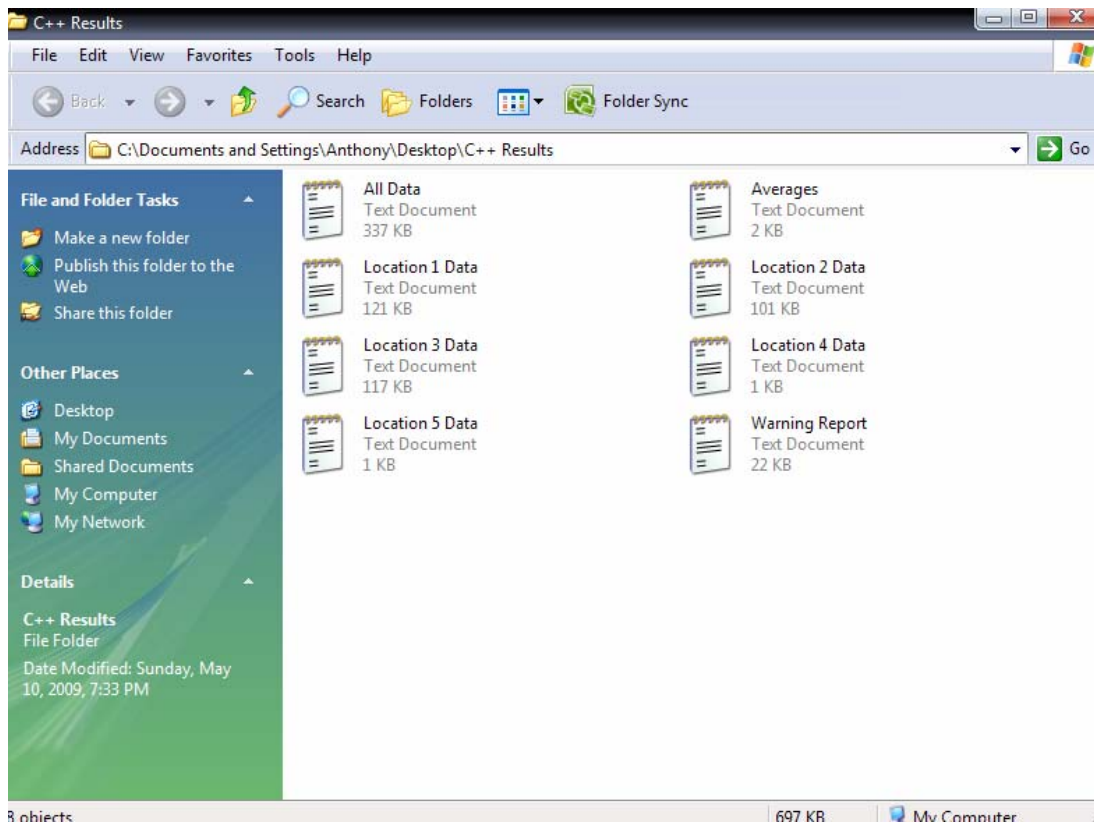 C++ Results
File Edit View Favorites Tools Help
Back Search Folders Folder Sync
Address C:\Documents and Settings\Anthony\Desktop\C++ Results Go
File and Folder Tasks
Make a new folder
Publish this folder to the
Web
Share this folder
Other Places
Desktop
My Documents
Shared Documents
My Computer
My Network
Details
C++ Results
File Folder
Date Modified: Sunday, May
10, 2009, 7:33 PM
All Data
Text Document
337 KB
Averages
Text Document
2 KB
Location 1 Data
Text Document
121 KB
Location 2 Data
Text Document
101 KB
Location 3 Data
Text Document
117 KB
Location 4 Data
Text Document
1 KB
Location 5 Data
Text Document
1 KB
Warning Report
Text Document
22 KB
8 objects 697 KB My Computer